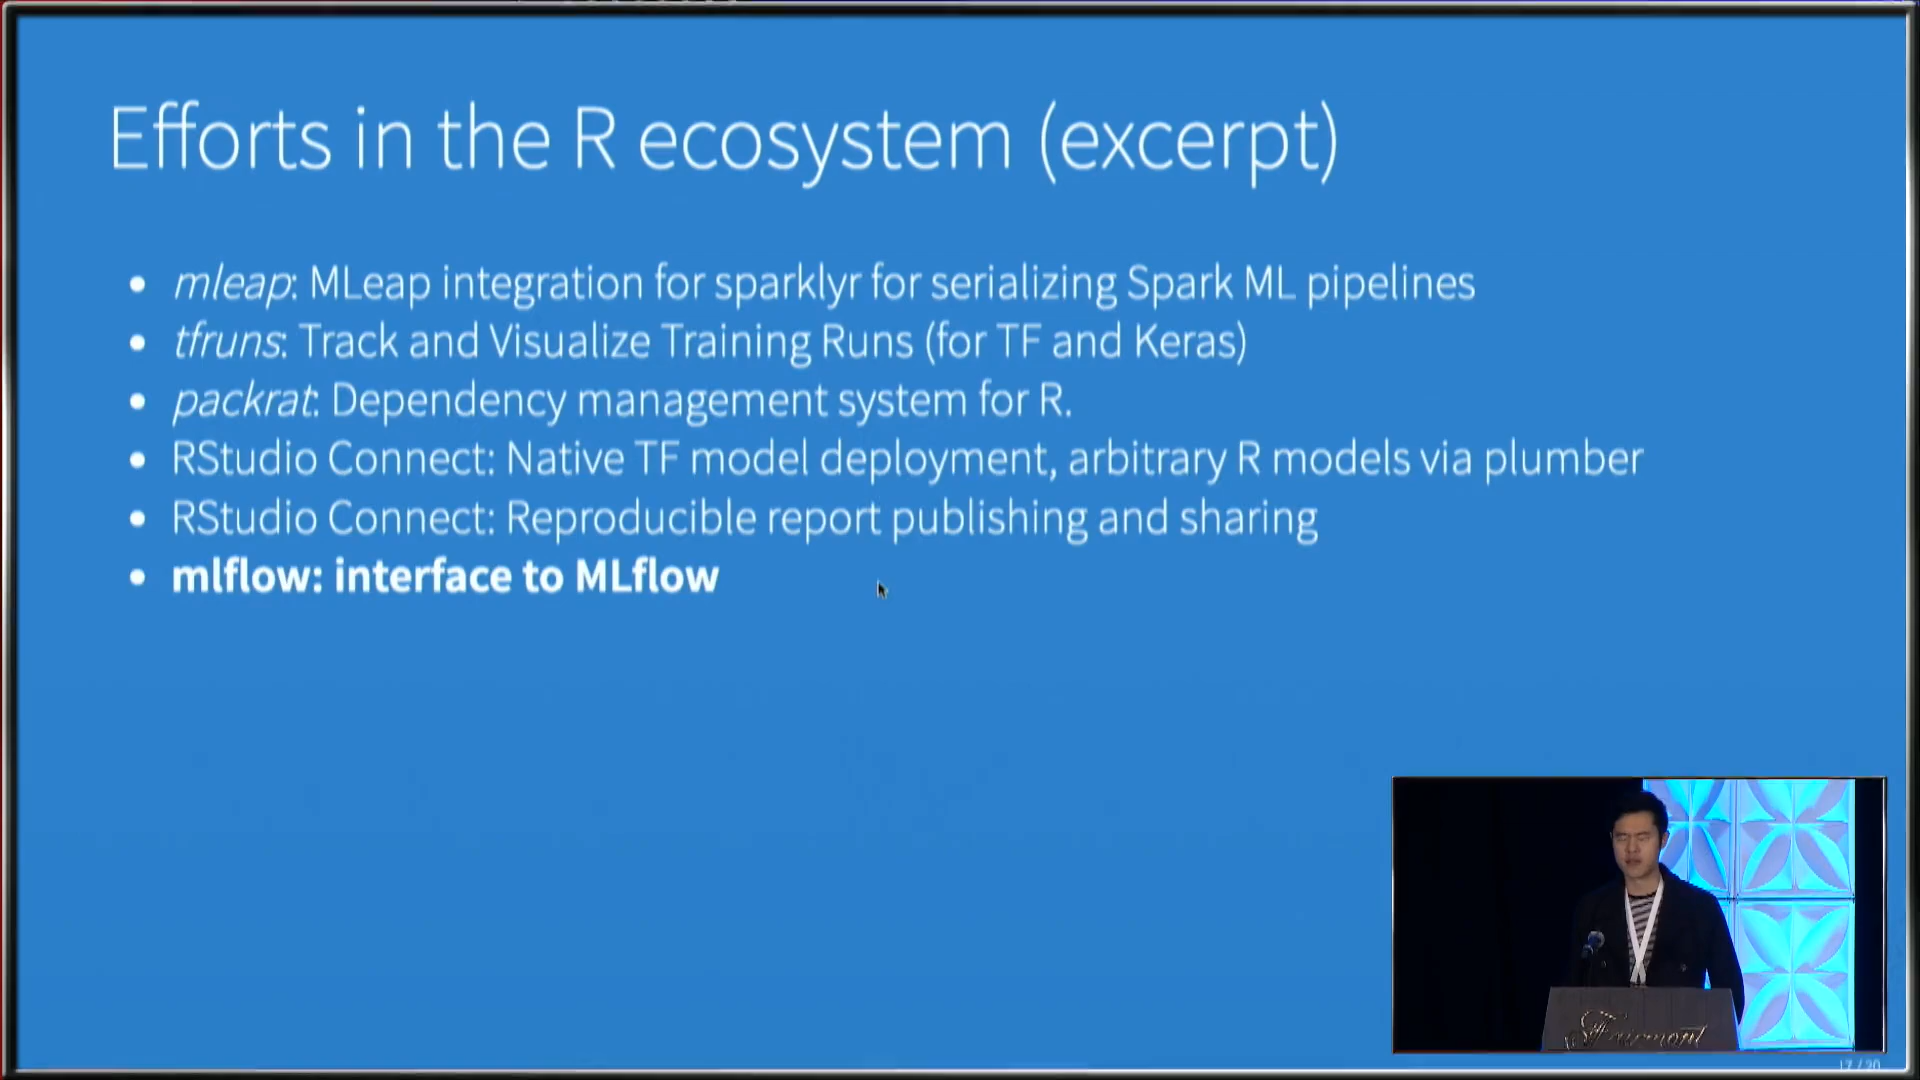 Efforts in the R ecosystem (excerpt)
• mleap: MLeap integration for sparklyr for serializing Spark ML pipelines
• tfruns: Track and Visualize Training Runs (for TF and Keras)
• packrat: Dependency management system for R.
• RStudio Connect: Native TF model deployment, arbitrary R models via plumber
• RStudio Connect: Reproducible report publishing and sharing
• mlflow: interface to MLflow
Fairmont